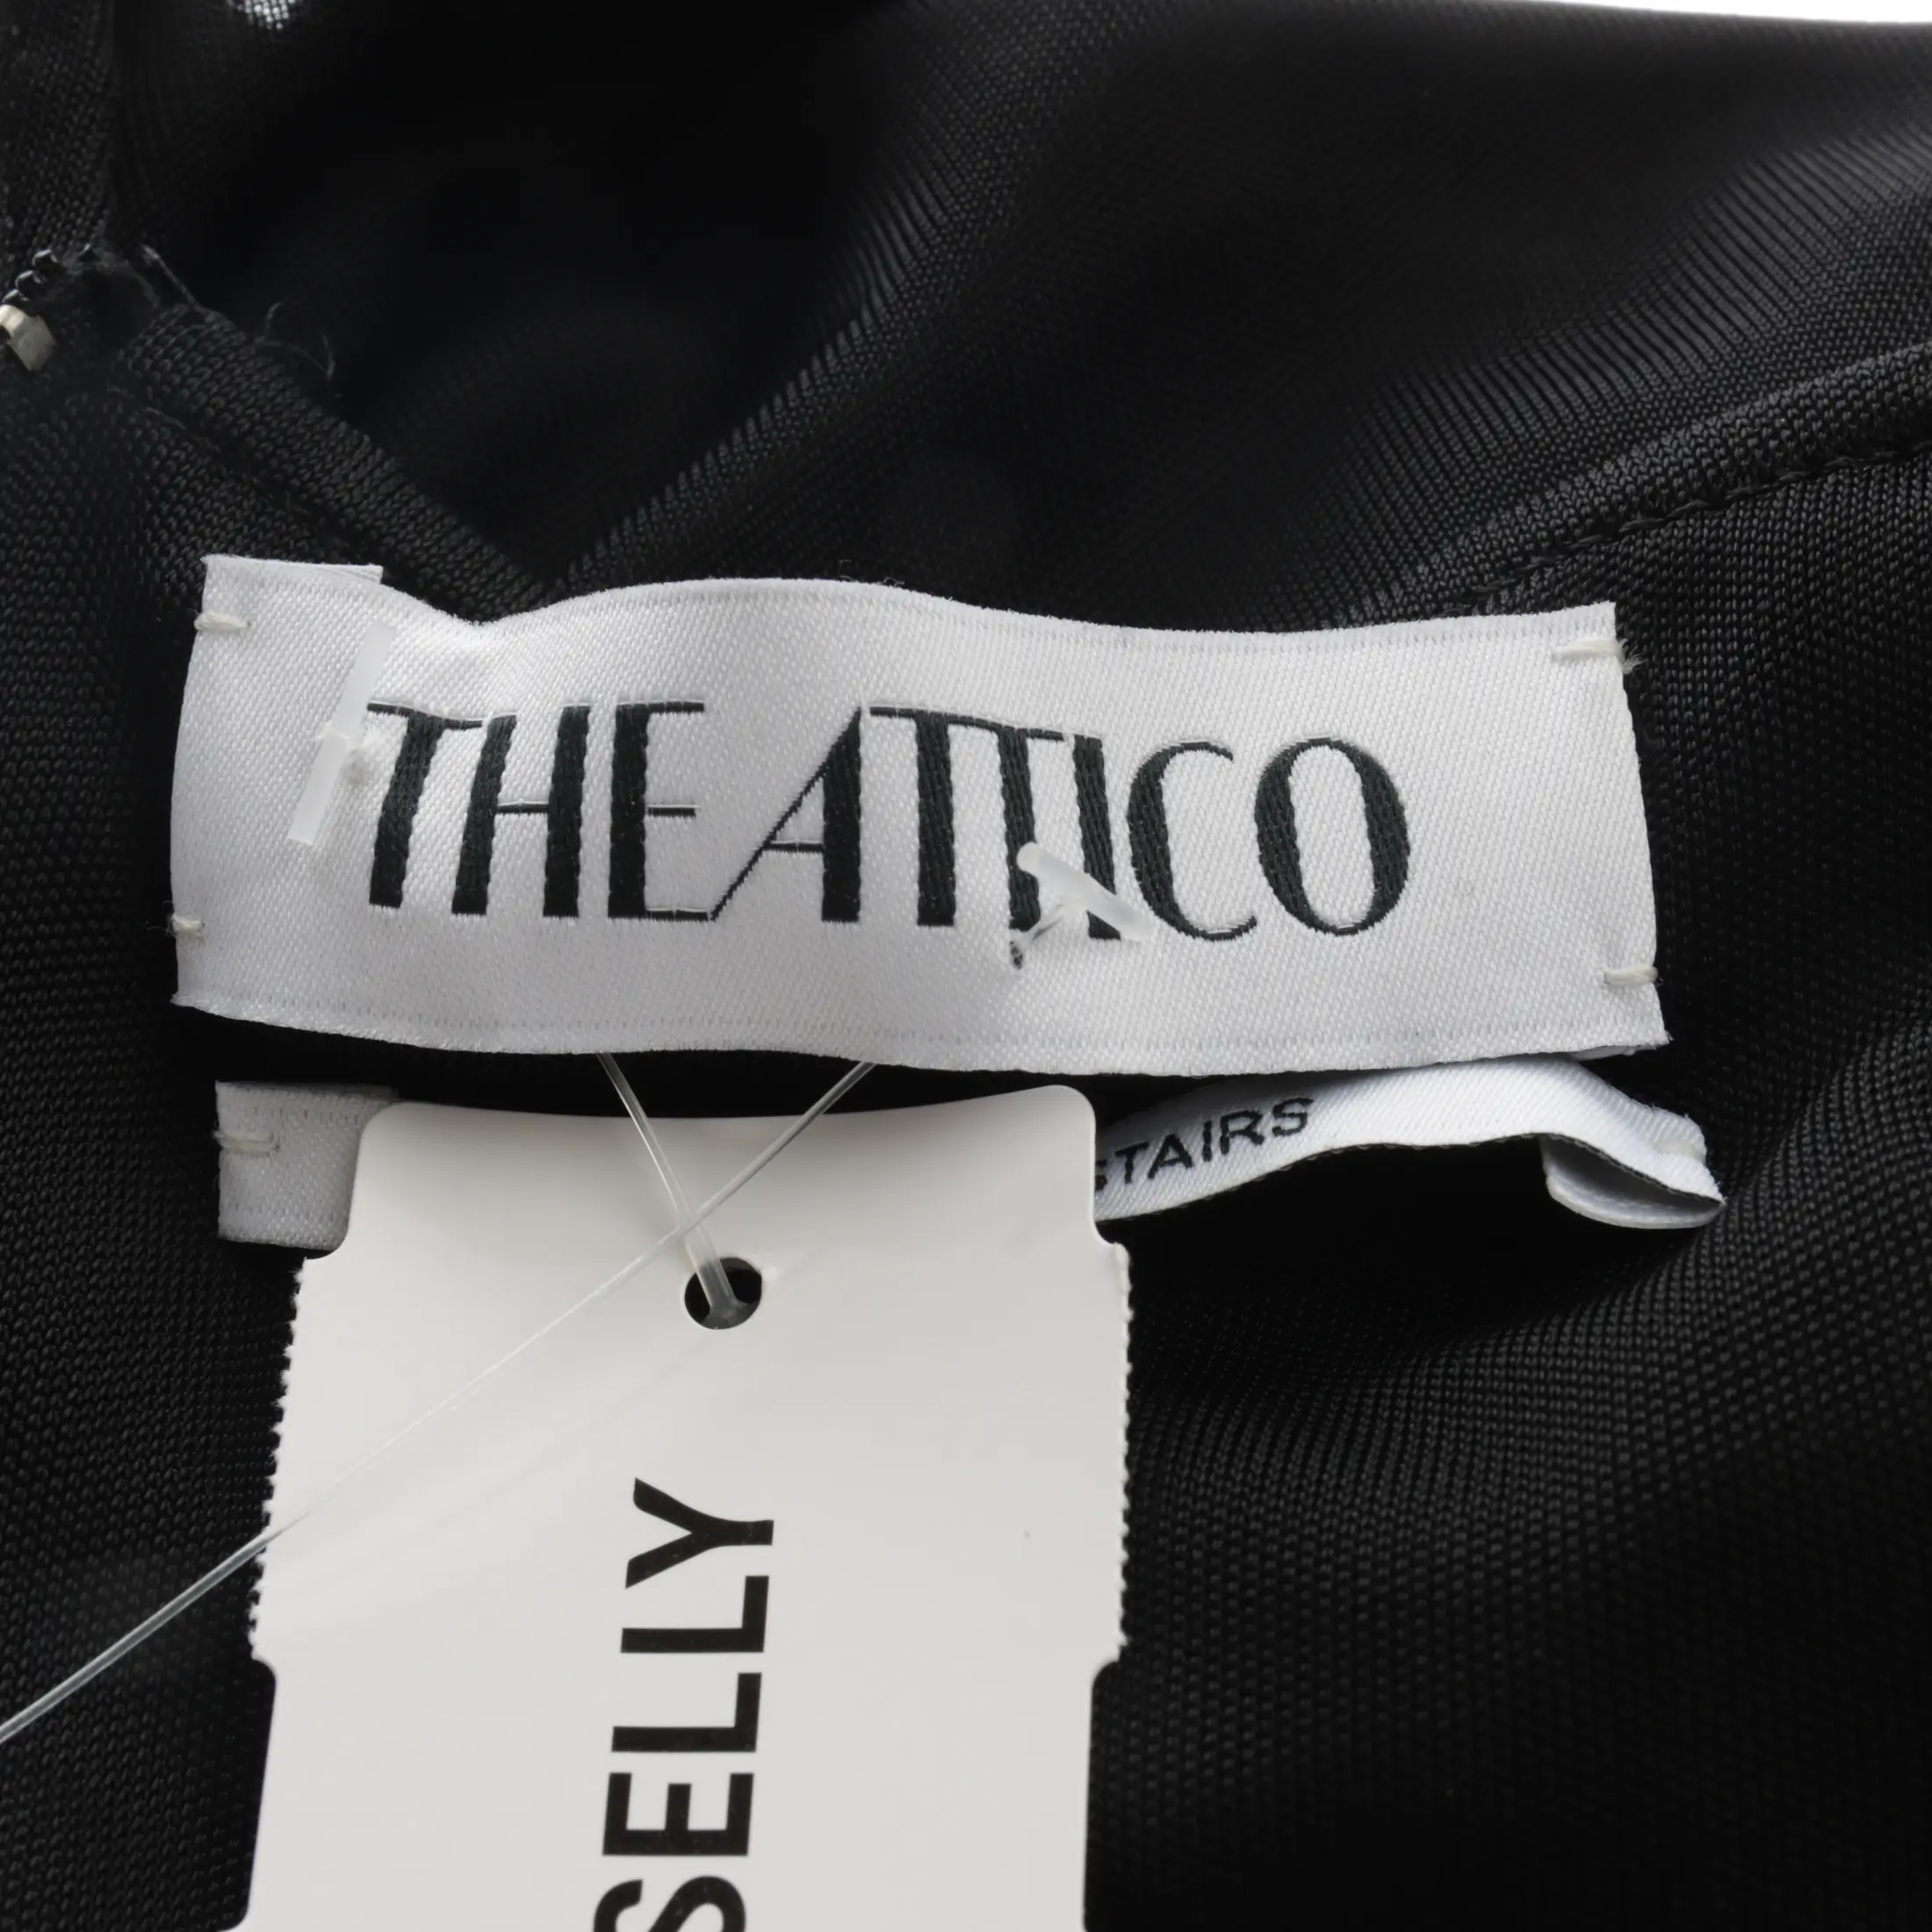 THE ATTICO
STAIRS
SELLY